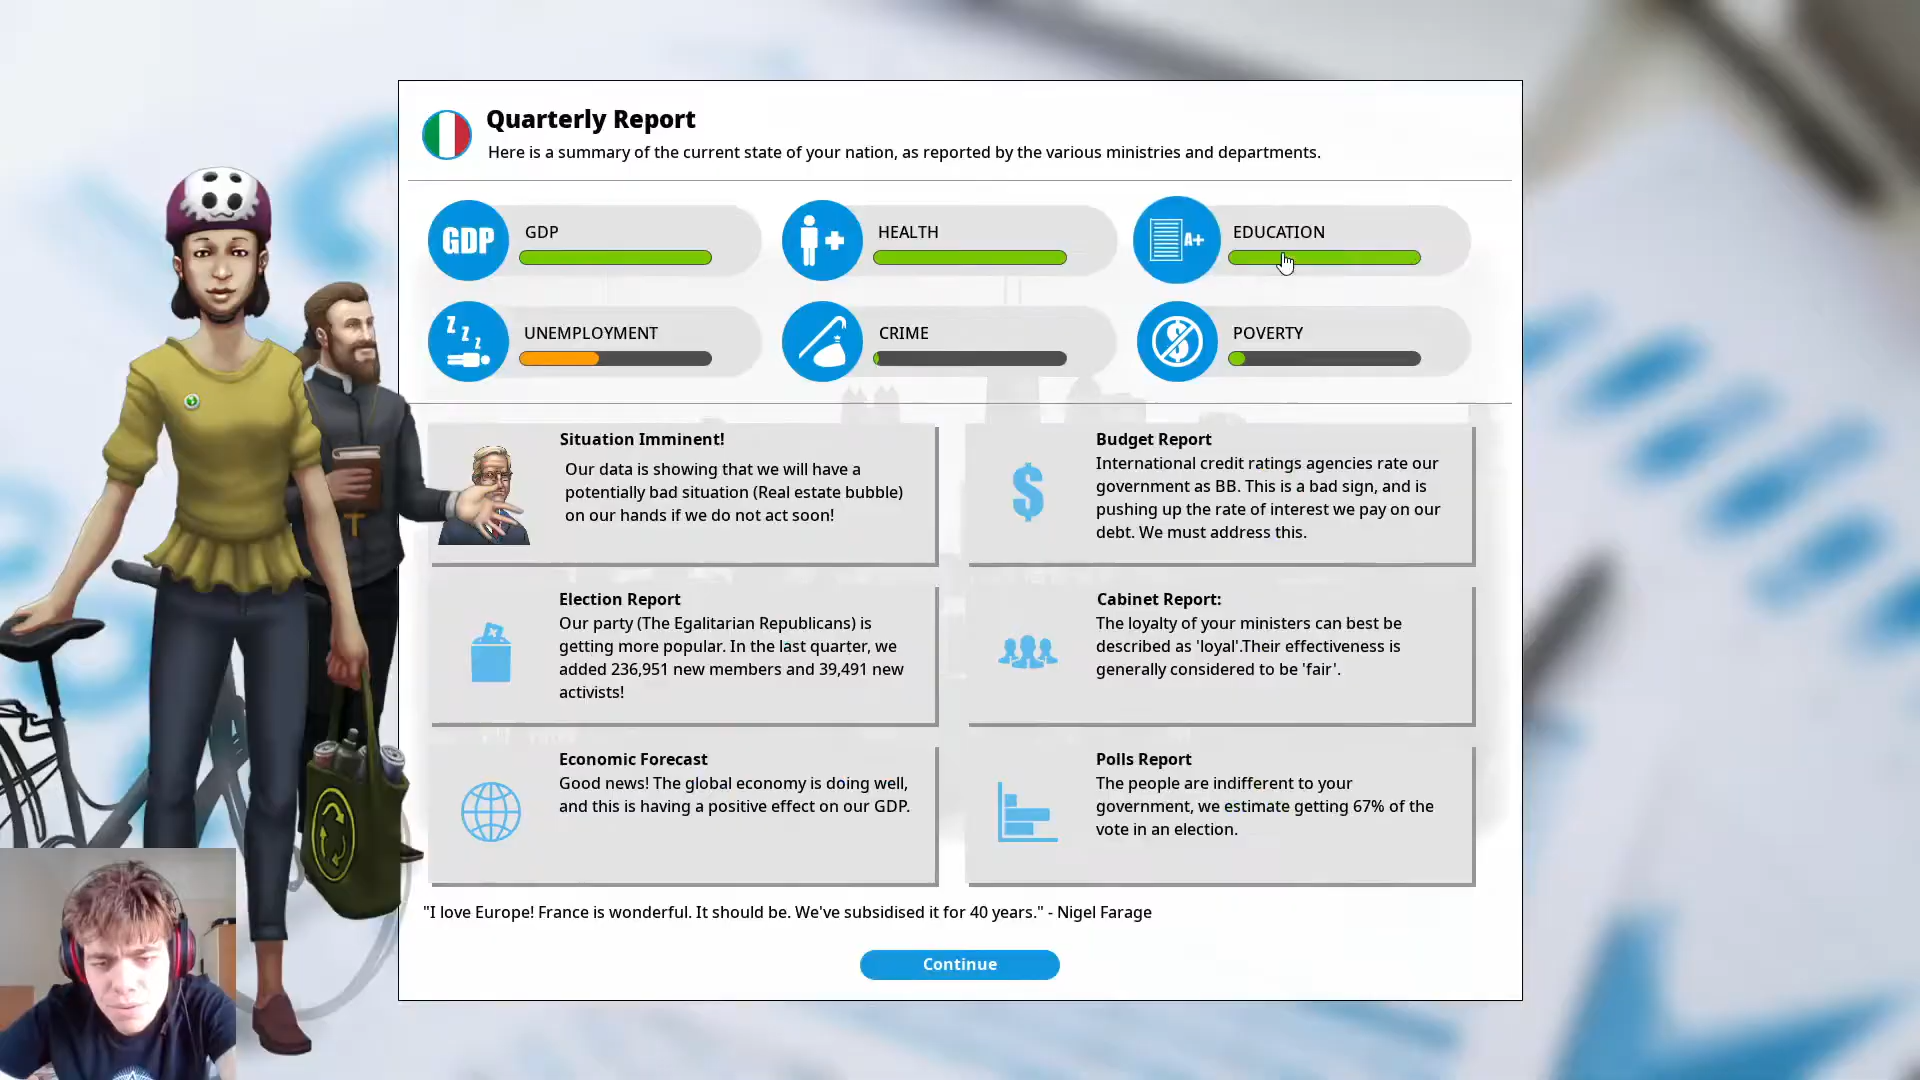 Quarterly Report
Here is a summary of the current state of your nation, as reported by the various ministries and departments.
GDP
GDP
HEALTH
A+
EDUCATION
Z
Z
Z
UNEMPLOYMENT
CRIME
$
POVERTY
Situation Imminent!
Our data is showing that we will have a
potentially bad situation (Real estate bubble)
on our hands if we do not act soon!
$
Budget Report
International credit ratings agencies rate our
government as BB. This is a bad sign, and is
pushing up the rate of interest we pay on our
debt. We must address this.
Election Report
Our party (The Egalitarian Republicans) is
getting more popular. In the last quarter, we
added 236,951 new members and 39,491 new
activists!
Cabinet Report:
The loyalty of your ministers can best be
described as 'loyal'.Their effectiveness is
generally considered to be 'fair'.
Economic Forecast
Good news! The global economy is doing well,
and this is having a positive effect on our GDP.
Polls Report
The people are indifferent to your
government, we estimate getting 67% of the
vote in an election.
"I love Europe! France is wonderful. It should be. We've subsidised it for 40 years." - Nigel Farage
Continue